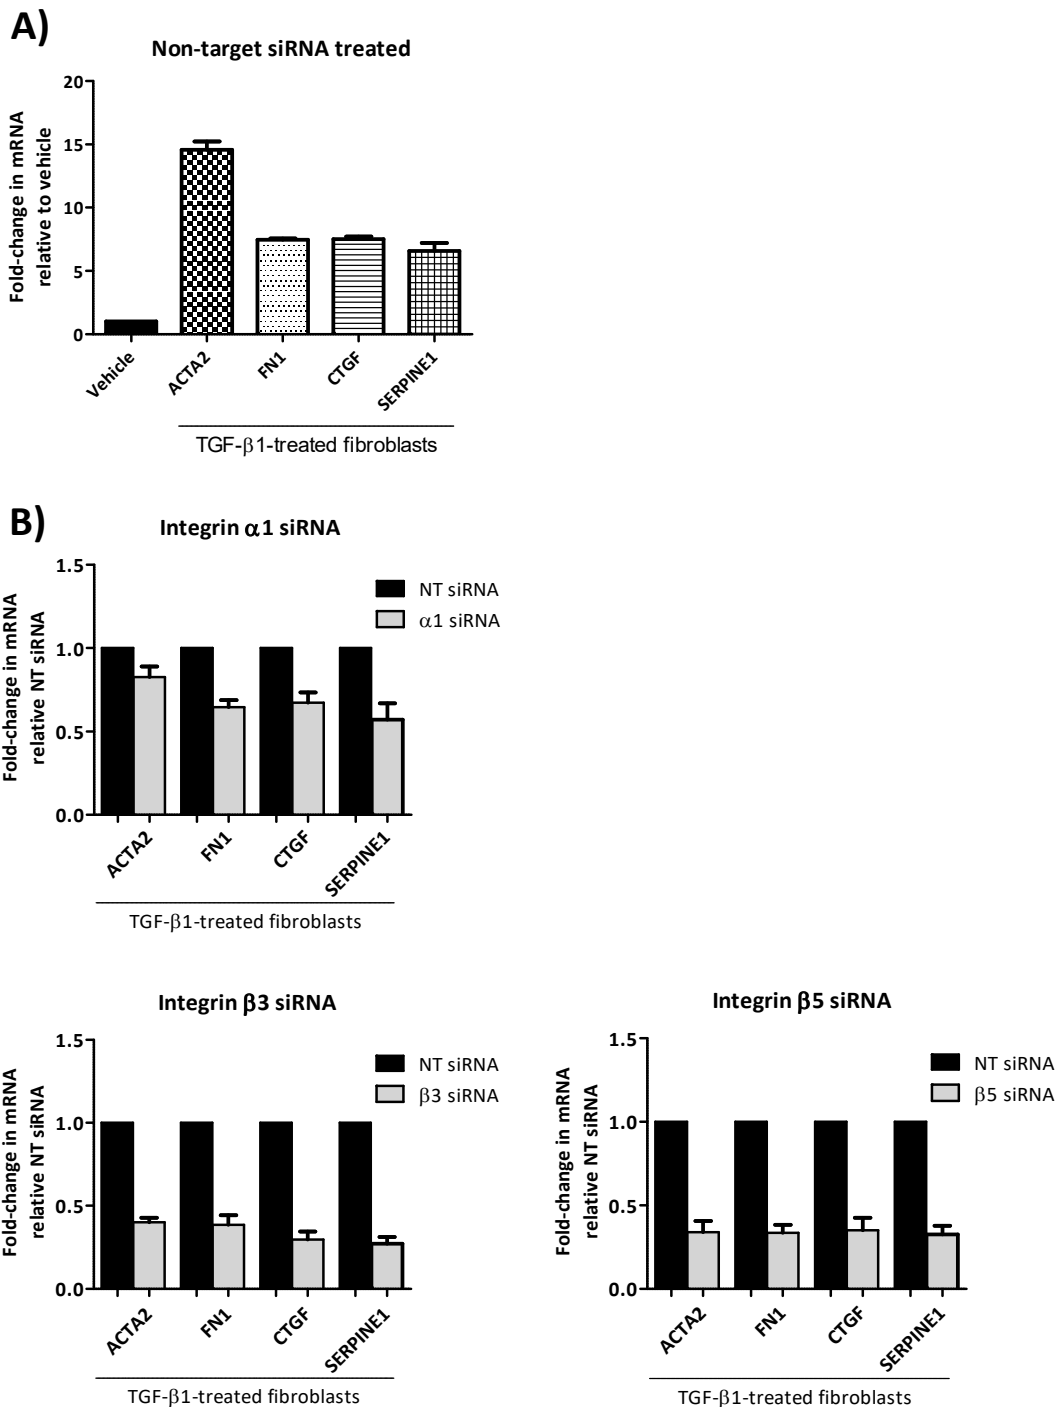 A)
Non-target siRNA treated
Fold-change in mRNA
relative to vehicle
20
15
10
5
0
Vehicle
ACTA2
FN1
CTGF
SERPINE1
TGF-β1-treated fibroblasts
B)
Integrin α1 siRNA
Fold-change in mRNA
relative NT siRNA
1.5
1.0
0.5
0.0
NT siRNA
α1 siRNA
ACTA2
FN1
CTGF
SERPINE1
TGF-β1-treated fibroblasts
Integrin β3 siRNA
Fold-change in mRNA
relative NT siRNA
1.5
1.0
0.5
0.0
NT siRNA
β3 siRNA
ACTA2
FN1
CTGF
SERPINE1
TGF-β1-treated fibroblasts
Integrin β5 siRNA
Fold-change in mRNA
relative NT siRNA
1.5
1.0
0.5
0.0
NT siRNA
β5 siRNA
ACTA2
FN1
CTGF
SERPINE1
TGF-β1-treated fibroblasts